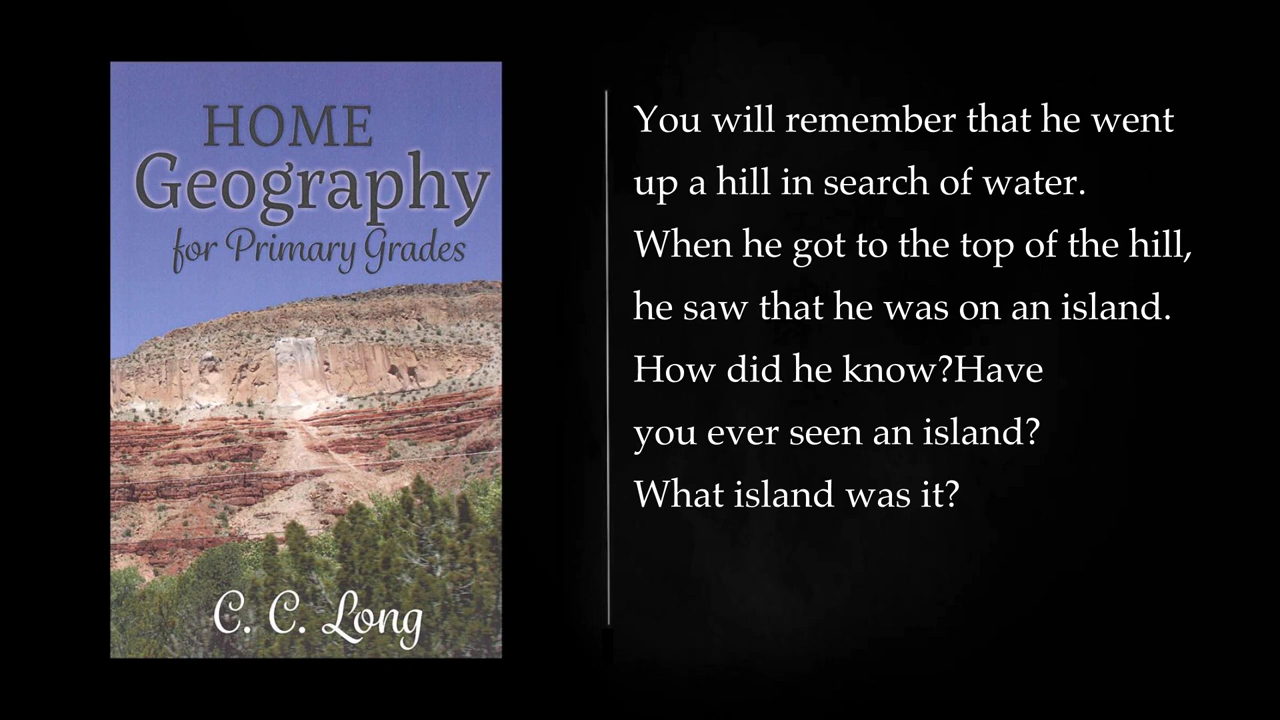 HOME
Geography
for Primary Grades
C. C. Long
You will remember that he went
up a hill in search of water.
When he got to the top of the hill,
he saw that he was on an island.
How did he know?Have
you ever seen an island?
What island was it?